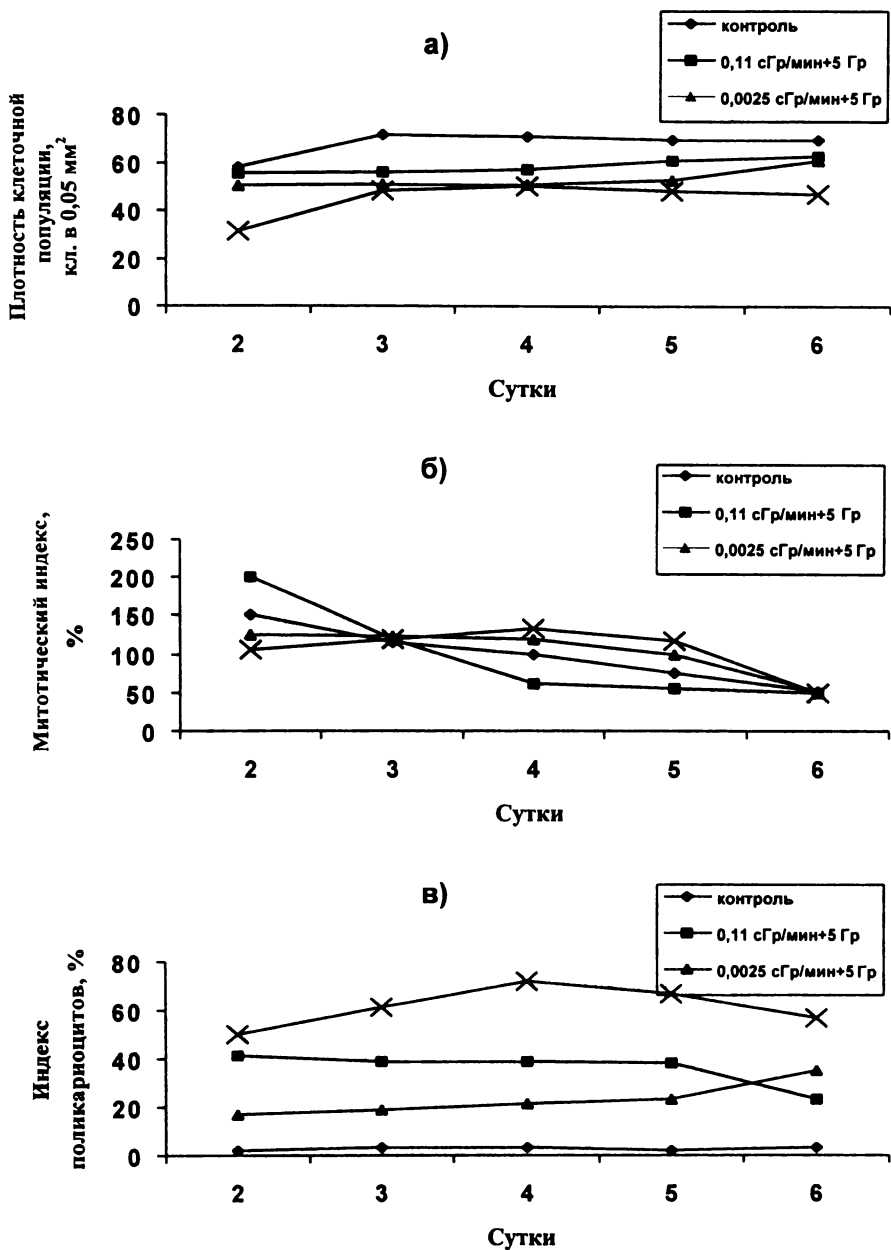 а)
контроль
0,11 сГр/мин+5 Гр
0,0025 сГр/мин+5 Гр
Плотность клеточной
популяции,
кл. в 0,05 мм2
80
60
40
20
0
2 3 4 5 6
Сутки
б)
контроль
0,11 сГр/мин+5 Гр
0,0025 сГр/мин+5 Гр
Митотический индекс,
%
250
200
150
100
50
0
2 3 4 5 6
Сутки
в)
контроль
0,11 сГр/мин+5 Гр
0,0025 сГр/мин+5 Гр
Индекс
поликариоцитов, %
80
60
40
20
0
2 3 4 5 6
Сутки